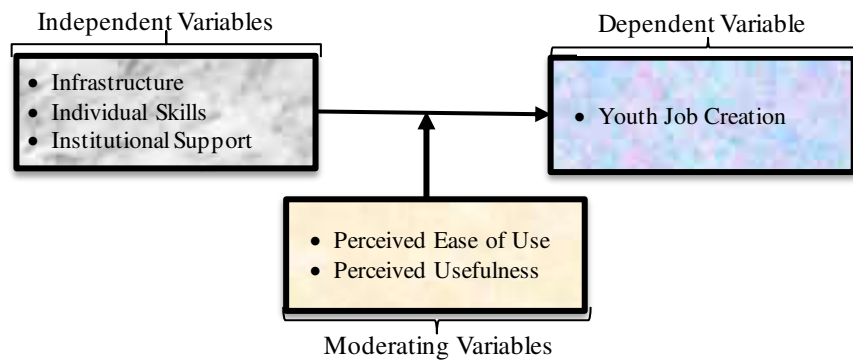 Independent Variables
Dependent Variable
• Infrastructure
• Individual Skills
• Institutional Support
• Youth Job Creation
• Perceived Ease of Use
• Perceived Usefulness
Moderating Variables